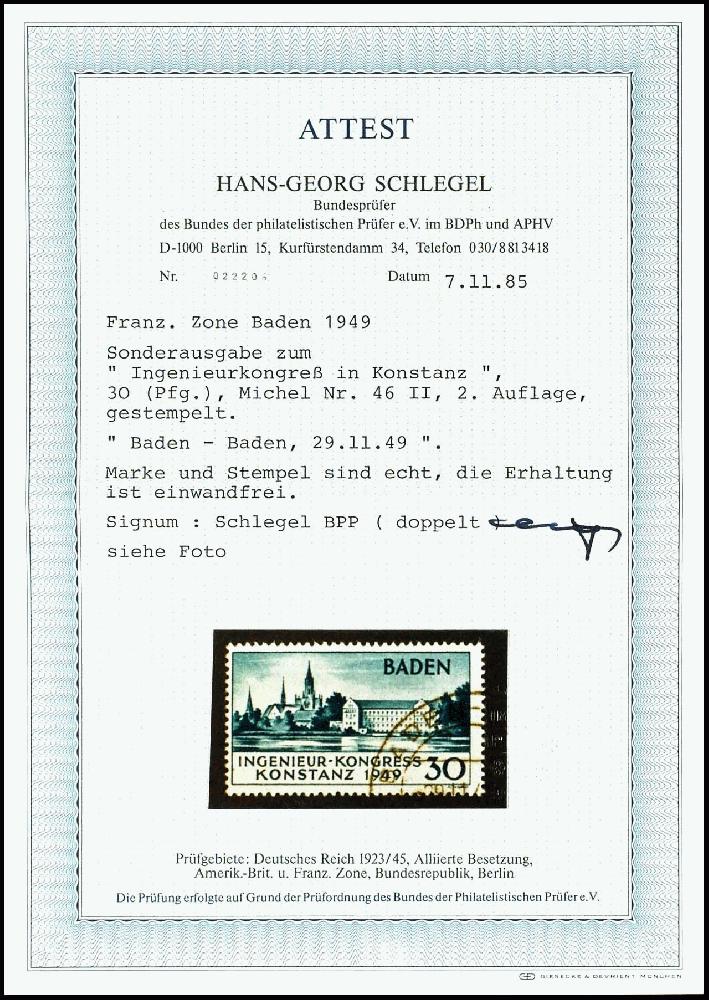 ATTEST
HANS-GEORG SCHLEGEL
Bundesprüfer
des Bundes der philatelistischen Prüfer e.V. im BDPh und APHV
D-1000 Berlin 15, Kurfürstendamm 34, Telefon 030/8813418
Nr. Datum 7.11.85
Franz. Zone Baden 1949
Sonderausgabe zum
" Ingenieurkongreß in Konstanz ",
30 (Pfg.), Michel Nr. 46 II, 2. Auflage,
gestempelt.
" Baden - Baden, 29.11.49 ".
Marke und Stempel sind echt, die Erhaltung
ist einwandfrei.
Signum : Schlegel BPP ( doppelt )
siehe Foto
BADEN
INGENIEUR-KONGRESS
KONSTANZ 1949 30
Prüfgebiete: Deutsches Reich 1923/45, Alliierte Besetzung,
Amerik.-Brit. u. Franz. Zone, Bundesrepublik, Berlin
Die Prüfung erfolgte auf Grund der Prüfordnung des Bundes der Philatelistischen Prüfer e.V.
GIESECKE & DEVRIENT MÜNCHEN